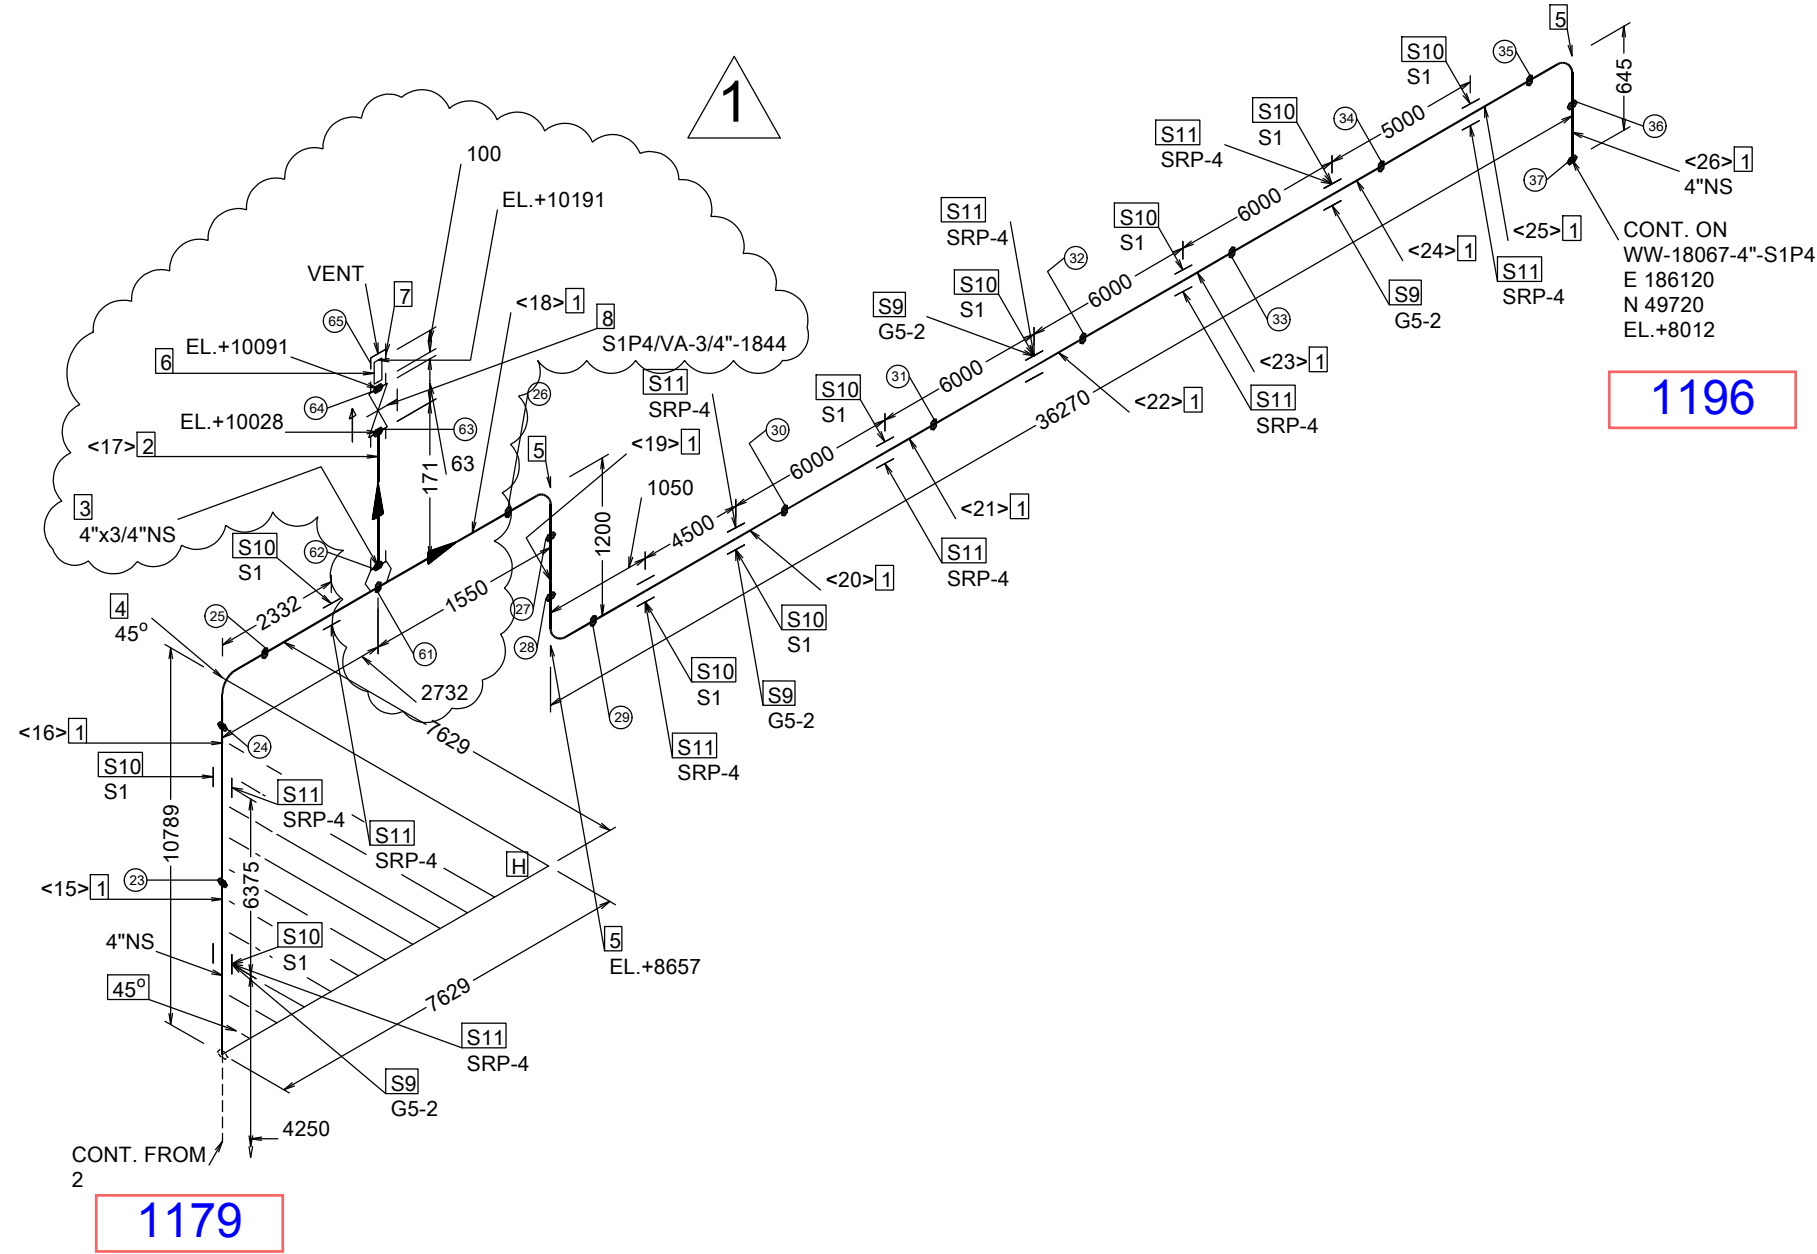 1
5
S10
S1
35
645
S10
S1
34
5000
S11
SRP-4
36
<26> 1
4"NS
37
CONT. ON
WW-18067-4"-S1P4
E 186120
N 49720
EL.+8012
1196
<25> 1
S11
SRP-4
<24> 1
S9
G5-2
6000
S11
SRP-4
S10
S1
32
6000
33
S10
S1
S9
G5-2
<23> 1
S11
SRP-4
6000
31
<22> 1
36270
S10
S1
6000
30
<21> 1
S11
SRP-4
100
EL.+10191
VENT
7
65
<18> 1
8
S1P4/VA-3/4"-1844
EL.+10091
6
64
EL.+10028
63
<17> 2
63
171
3
4"x3/4"NS
62
S10
S1
26
S11
SRP-4
5
<19> 1
1050
1200
4500
<20> 1
S10
S1
S9
G5-2
27
28
29
S10
S1
S11
SRP-4
2332
1550
4
45°
25
61
2732
7629
<16> 1
24
S10
S1
S11
SRP-4
S11
SRP-4
10789
H
<15> 1
23
6375
4"NS
S10
S1
5
EL.+8657
45°
7629
S11
SRP-4
S9
G5-2
4250
CONT. FROM
2
1179